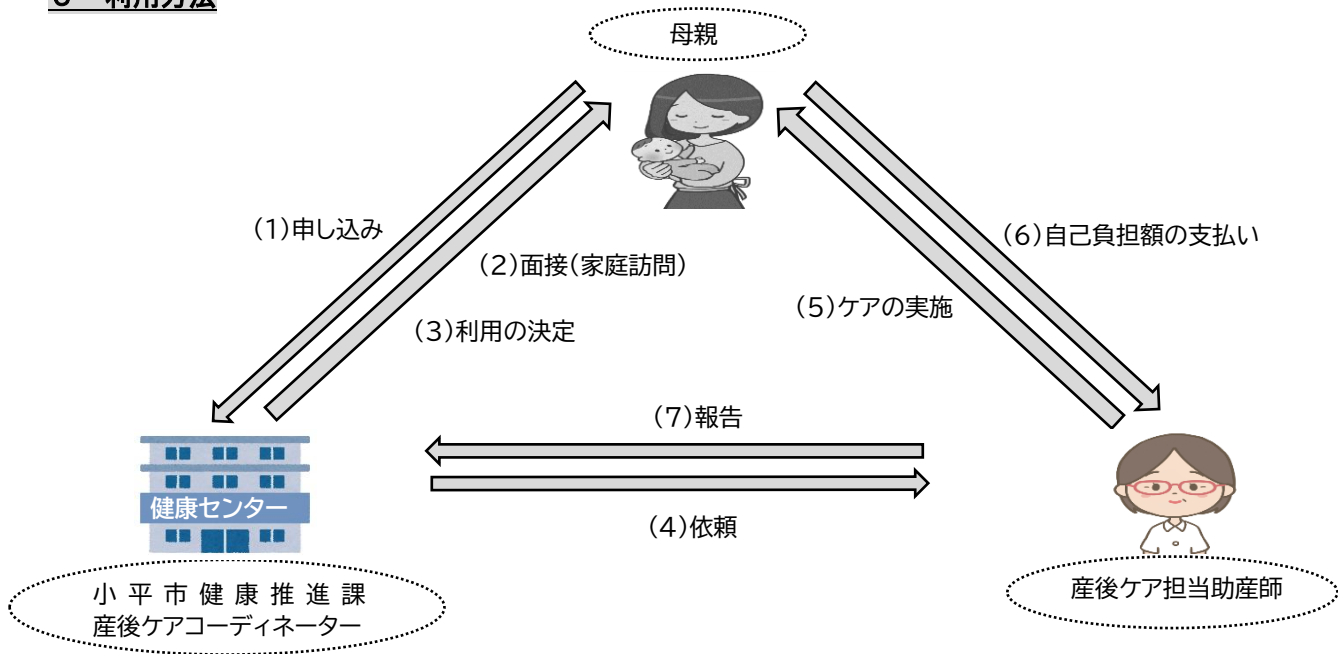 利用方法
母親
(1)申し込み
(2)面接(家庭訪問)
(3)利用の決定
(6)自己負担額の支払い
(5)ケアの実施
(7)報告
(4)依頼
健康センター
小平市健康推進課
産後ケアコーディネーター
産後ケア担当助産師